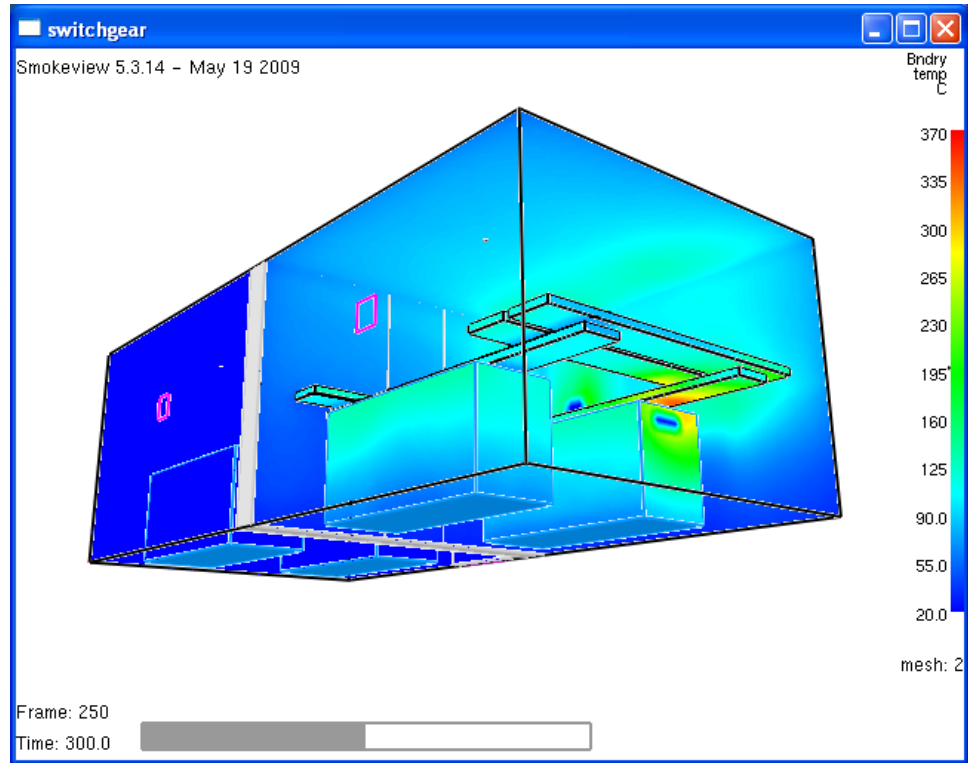 switchgear
Smokeview 5.3.14 – May 19 2009
Bndry
temp
C
370
335
300
265
230
195
160
125
90.0
55.0
20.0
mesh: 2
Frame: 250
Time: 300.0